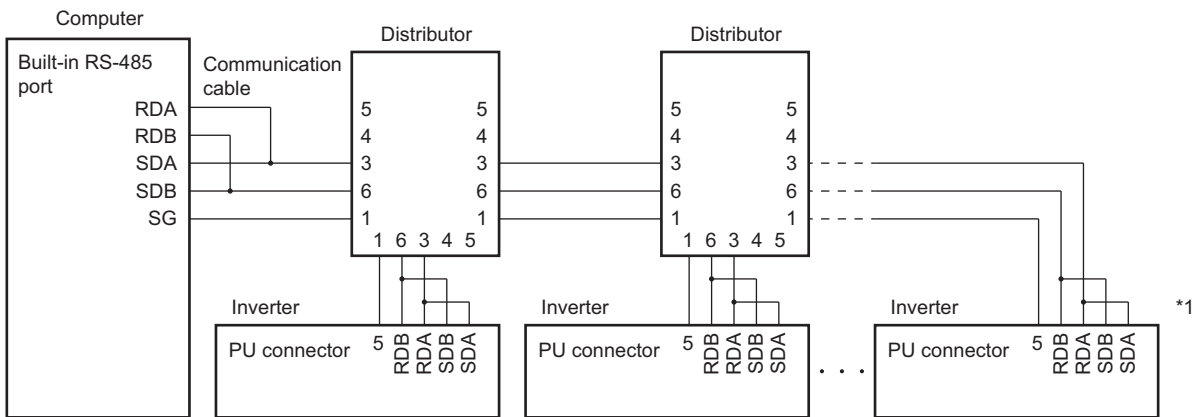 Computer
Built-in RS-485
port
RDA
RDB
SDA
SDB
SG
Communication
cable
Distributor
5 5
4 4
3 3
6 6
1 1
1 6 3 4 5
Distributor
5 5
4 4
3 3
6 6
1 1
1 6 3 4 5
Inverter
PU connector 5 RDB RDA SDB SDA
Inverter
PU connector 5 RDB RDA SDB SDA
. . .
Inverter
PU connector 5 RDB RDA SDB SDA
*1